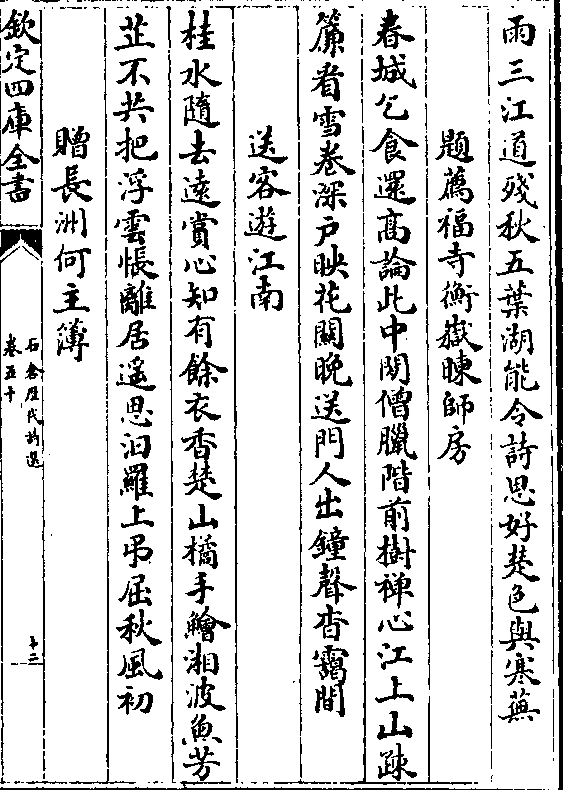 雨三江道殘秋五葉湖能令詩思好楚色與寒蕪
題薦福寺衡嶽暕師房
春城乞食還高論此中閑僧臘階前樹禪心江上山疎
簾看雪卷深戶映花關晚送門人出鐘聲杳靄間
送客遊江南
桂水隨去遠賞心知有餘衣香楚山橘手鱠湘波魚芳
芷不共把浮雲悵離居遥思汨羅上弔屈秋風初
贈長洲何主簿
欽定四庫全書
石倉歷代詩選
卷五十
十二